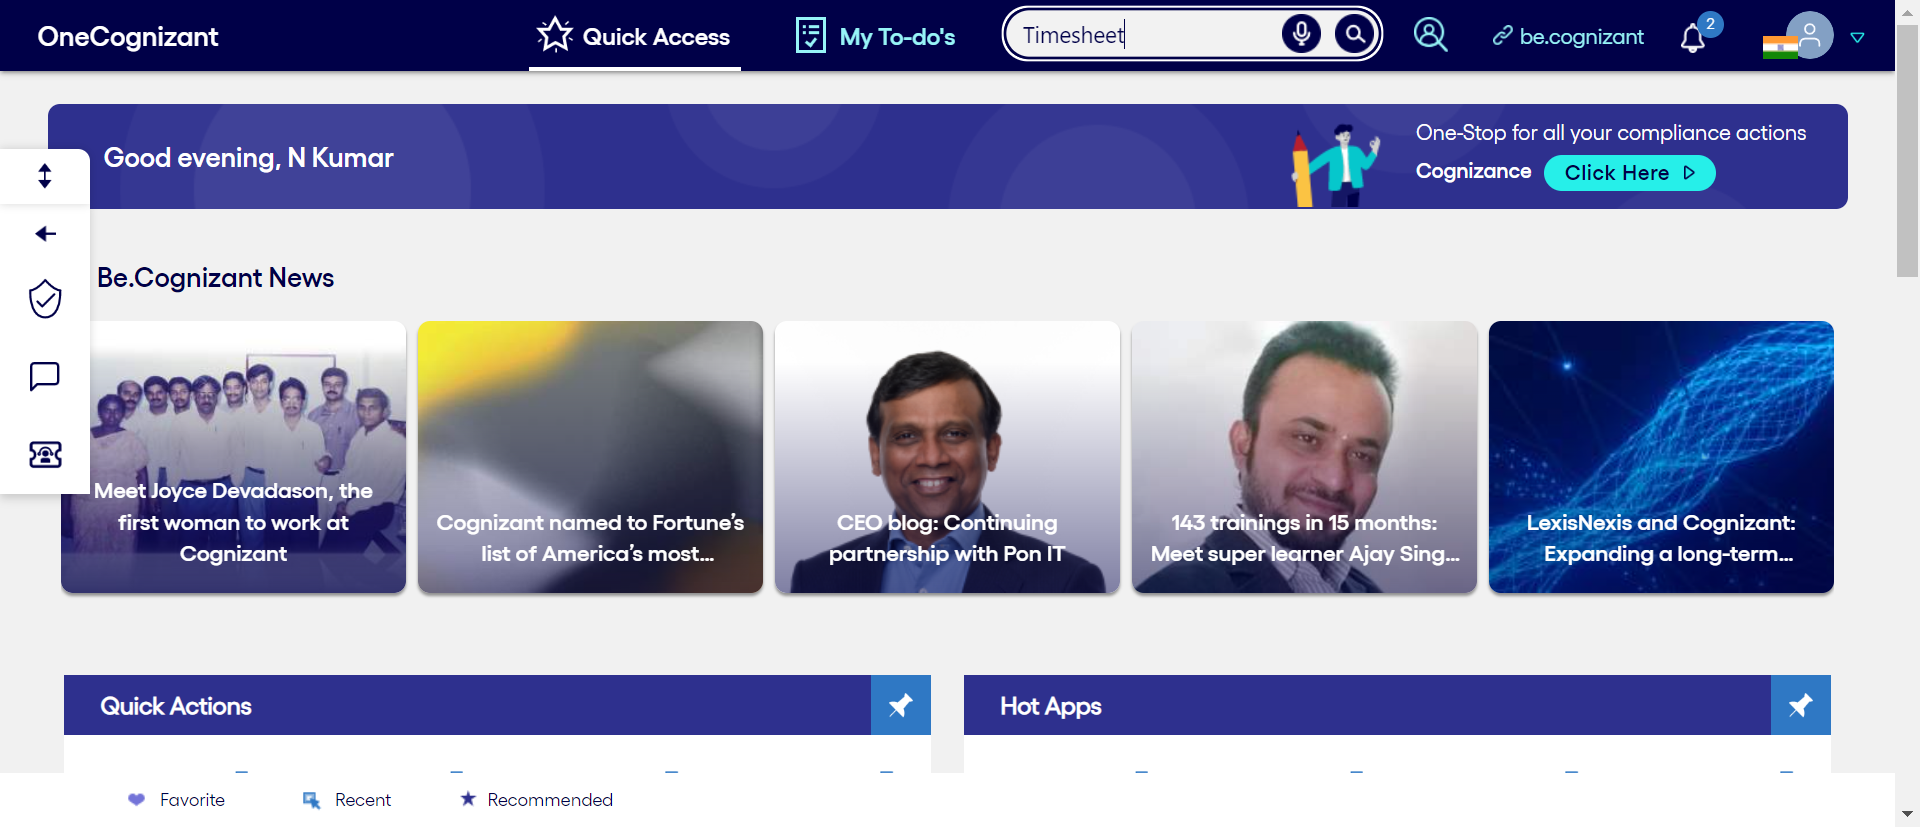 OneCognizant
Quick Access
My To-do's
Timesheet
be.cognizant
2
Good evening, N Kumar
One-Stop for all your compliance actions
Cognizance
Click Here
Be.Cognizant News
Meet Joyce Devadason, the
first woman to work at
Cognizant
Cognizant named to Fortune’s
list of America’s most...
CEO blog: Continuing
partnership with Pon IT
143 trainings in 15 months:
Meet super learner Ajay Sing...
LexisNexis and Cognizant:
Expanding a long-term...
Quick Actions
Hot Apps
Favorite
Recent
Recommended